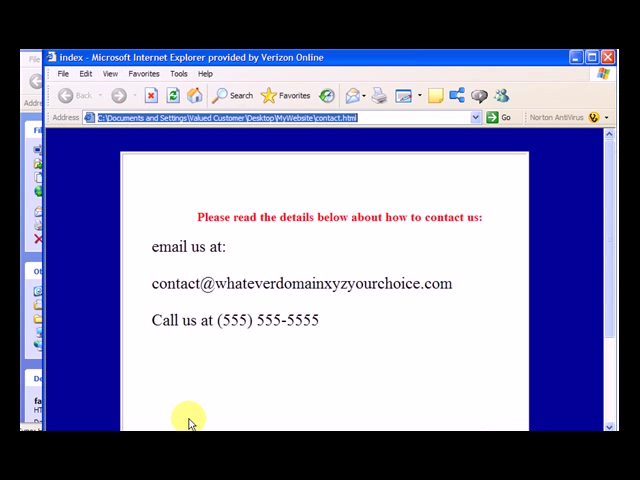 index - Microsoft Internet Explorer provided by Verizon Online
File Edit View Favorites Tools Help
Back Search Favorites
Address C:\Documents and Settings\Valued Customer\Desktop\MyWebsite\contact.html Go Norton AntiVirus
Please read the details below about how to contact us:
email us at:
contact@whateverdomainxyzyourchoice.com
Call us at (555) 555-5555